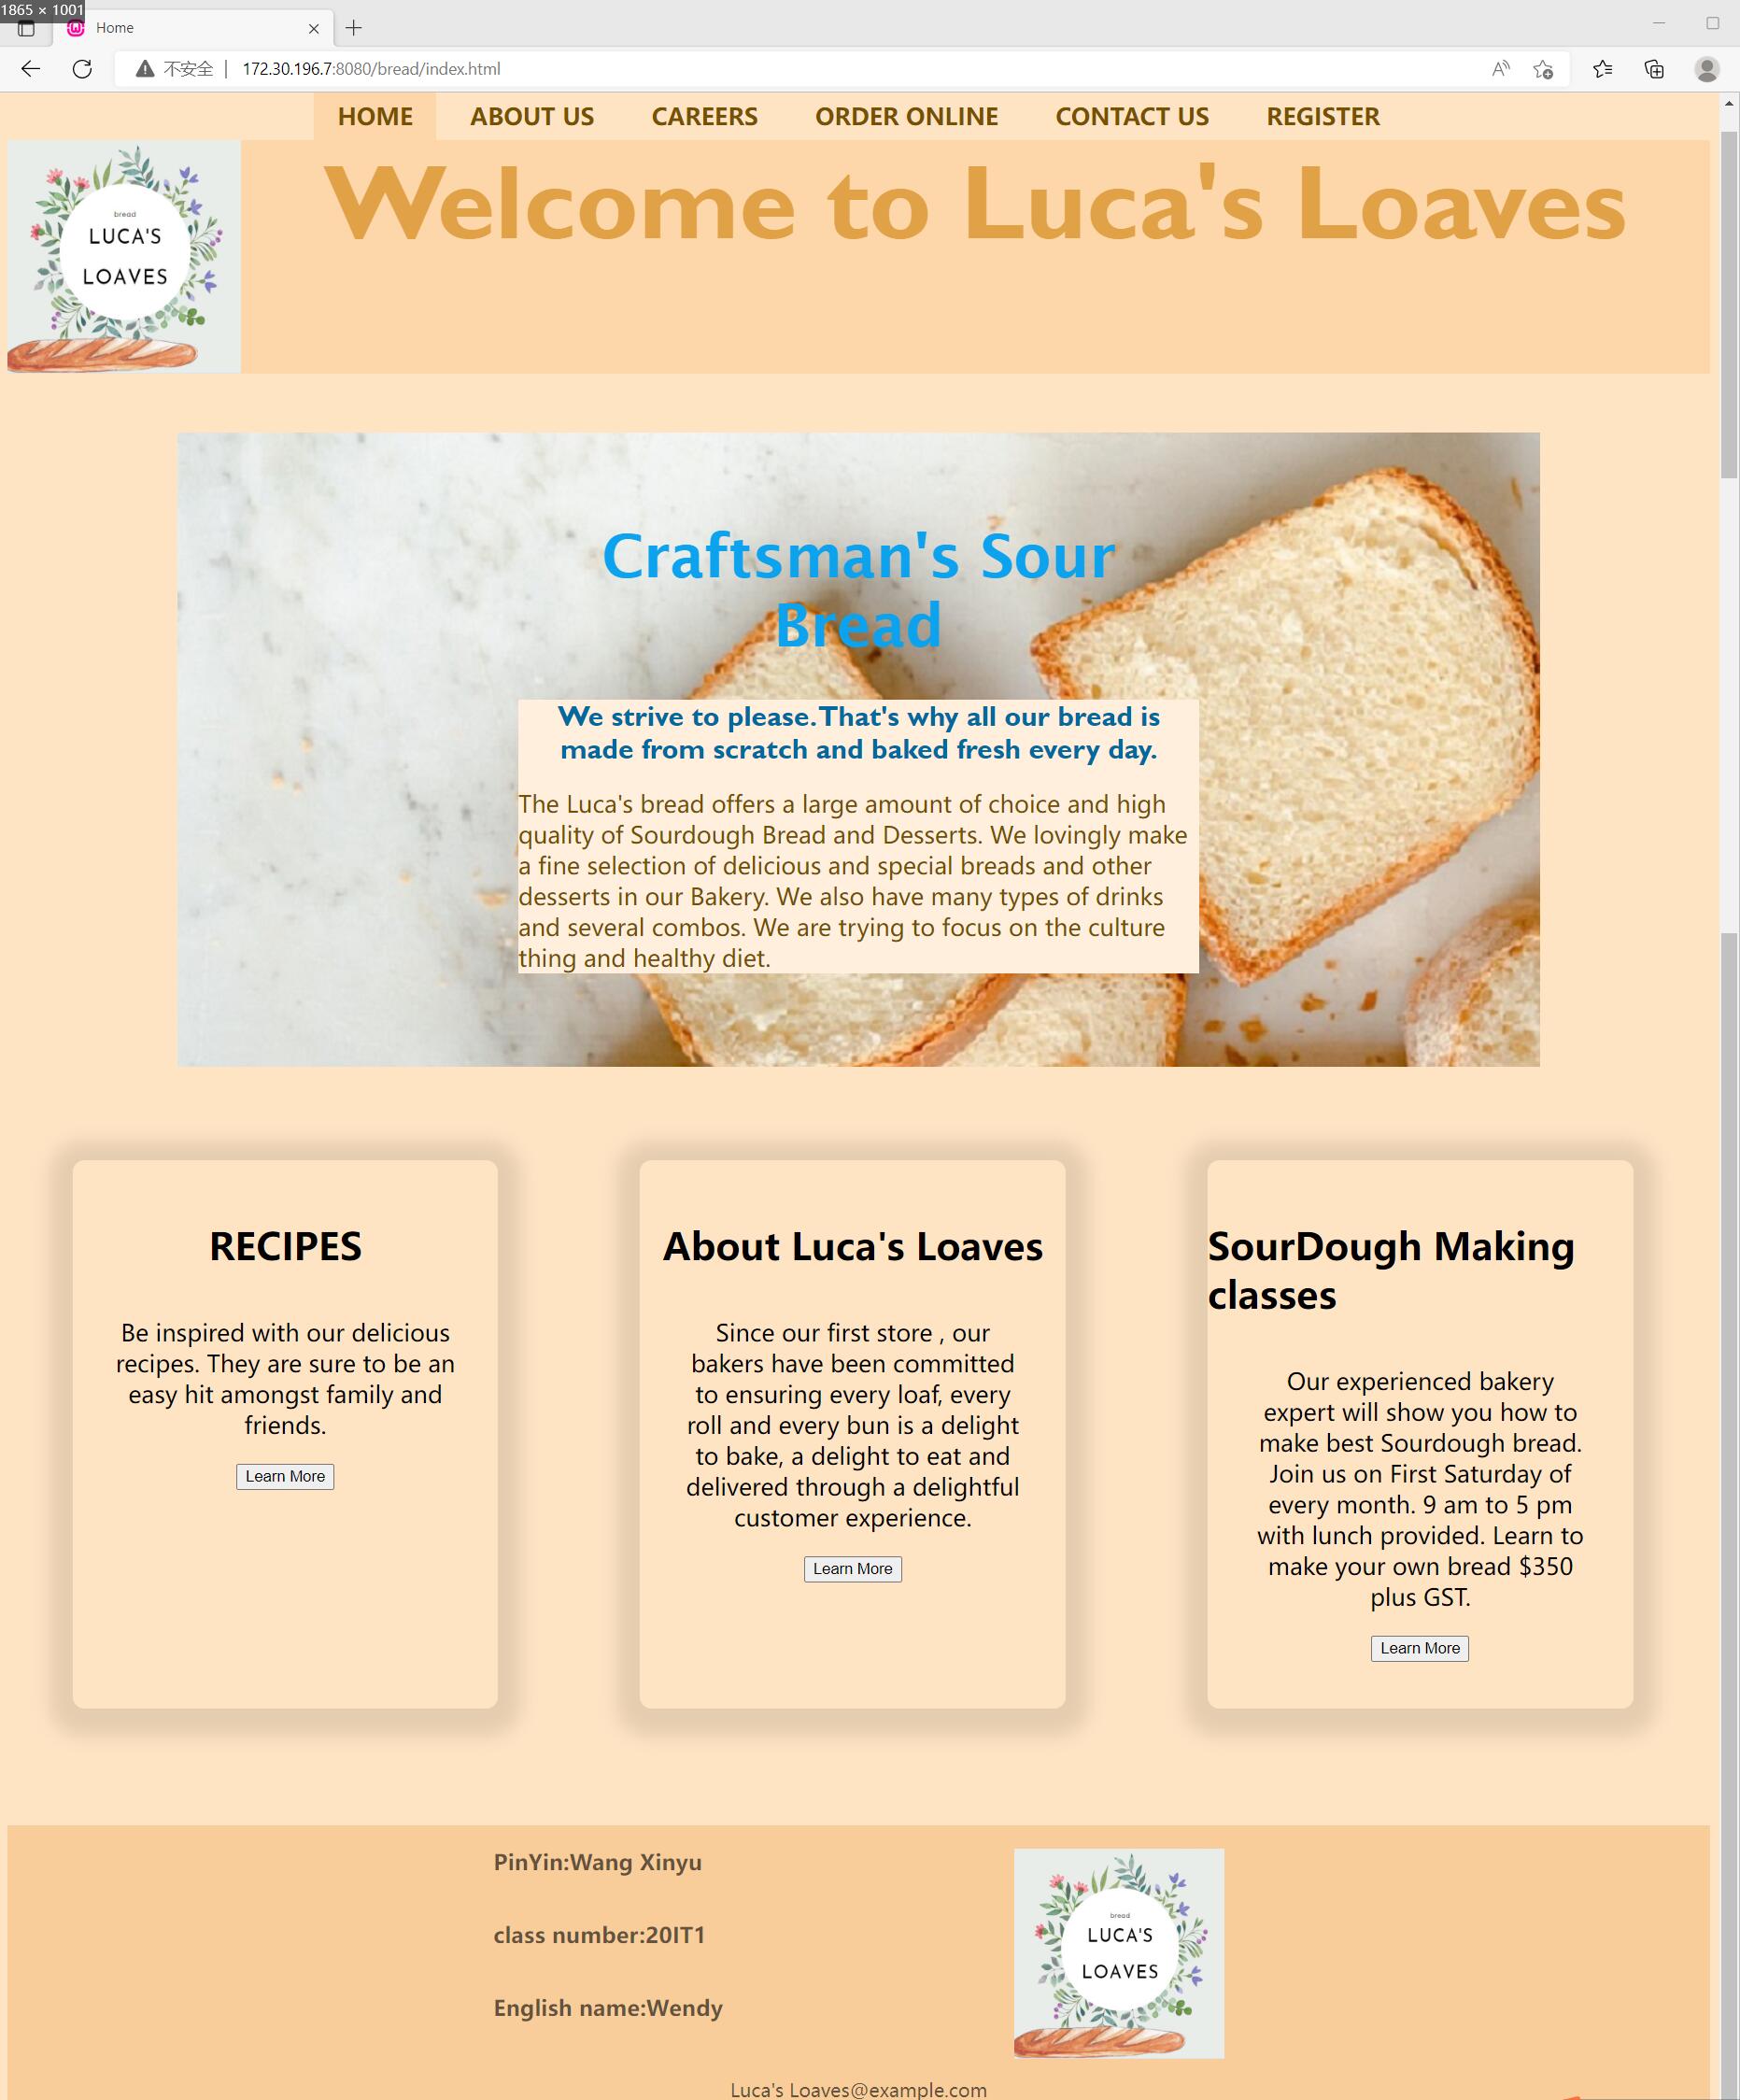 1865 × 1001
Home
不安全 | 172.30.196.7:8080/bread/index.html
HOME ABOUT US CAREERS ORDER ONLINE CONTACT US REGISTER
bread
LUCA'S
LOAVES
Welcome to Luca's Loaves
Craftsman's Sour
Bread
We strive to please.That's why all our bread is
made from scratch and baked fresh every day.
The Luca's bread offers a large amount of choice and high
quality of Sourdough Bread and Desserts. We lovingly make
a fine selection of delicious and special breads and other
desserts in our Bakery. We also have many types of drinks
and several combos. We are trying to focus on the culture
thing and healthy diet.
RECIPES
Be inspired with our delicious
recipes. They are sure to be an
easy hit amongst family and
friends.
Learn More
About Luca's Loaves
Since our first store , our
bakers have been committed
to ensuring every loaf, every
roll and every bun is a delight
to bake, a delight to eat and
delivered through a delightful
customer experience.
Learn More
SourDough Making
classes
Our experienced bakery
expert will show you how to
make best Sourdough bread.
Join us on First Saturday of
every month. 9 am to 5 pm
with lunch provided. Learn to
make your own bread $350
plus GST.
Learn More
PinYin:Wang Xinyu
class number:20IT1
English name:Wendy
bread
LUCA'S
LOAVES
Luca's Loaves@example.com